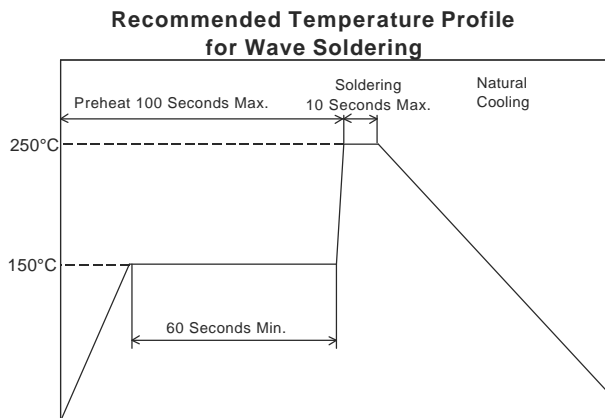 Recommended Temperature Profile
for Wave Soldering
Preheat 100 Seconds Max.
Soldering
10 Seconds Max.
Natural
Cooling
250°C
150°C
60 Seconds Min.